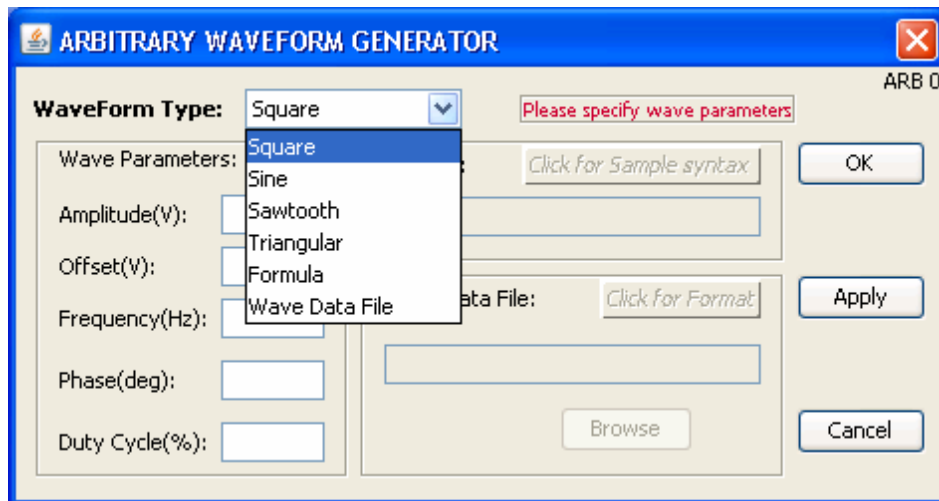 ARBITRARY WAVEFORM GENERATOR
ARB 0
WaveForm Type:
Square
Please specify wave parameters
Square
Sine
Sawtooth
Triangular
Formula
Wave Data File
Wave Parameters:
Amplitude(V):
Offset(V):
Frequency(Hz):
Phase(deg):
Duty Cycle(%):
:
Click for Sample syntax
ata File:
Click for Format
Browse
OK
Apply
Cancel